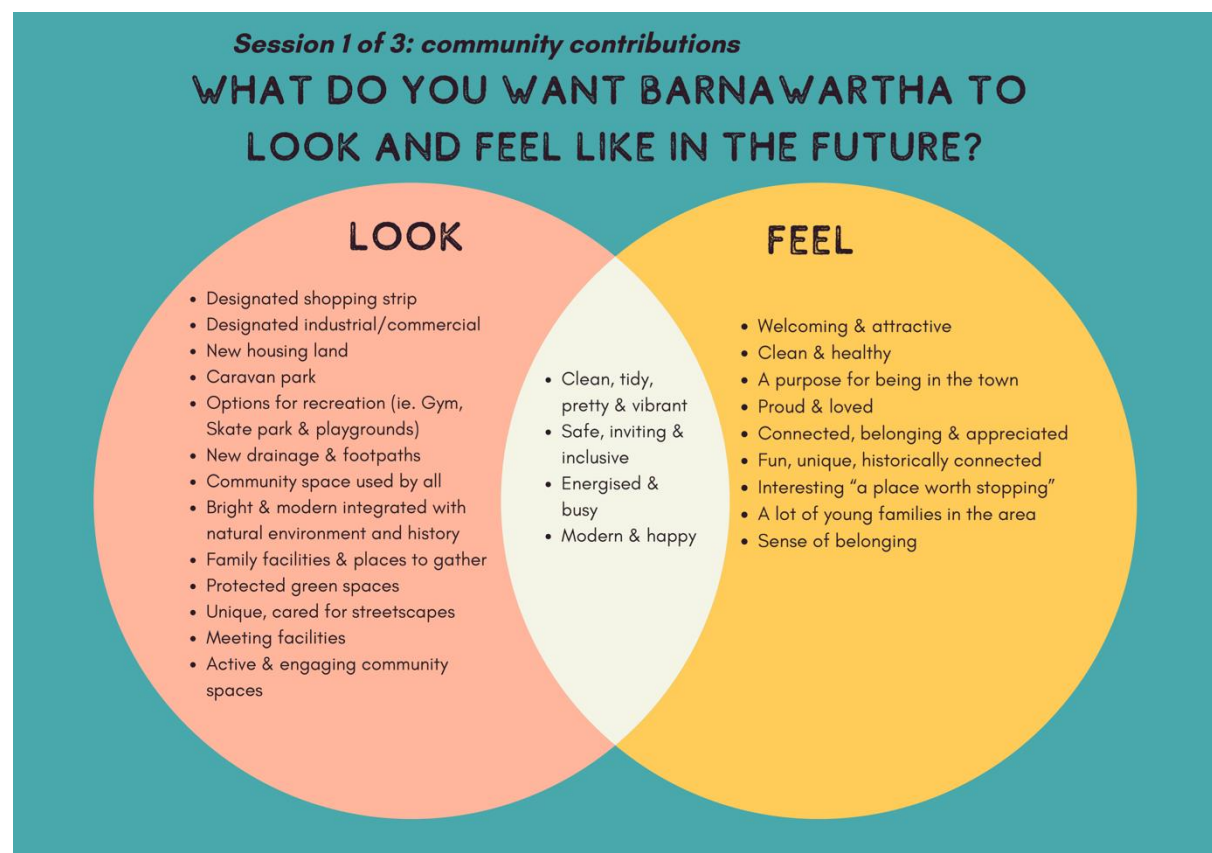 Session 1 of 3: community contributions
WHAT DO YOU WANT BARNAWARTHA TO
LOOK AND FEEL LIKE IN THE FUTURE?
LOOK
• Designated shopping strip
• Designated industrial/commercial
• New housing land
• Caravan park
• Options for recreation (ie. Gym,
Skate park & playgrounds)
• New drainage & footpaths
• Community space used by all
• Bright & modern integrated with
natural environment and history
• Family facilities & places to gather
• Protected green spaces
• Unique, cared for streetscapes
• Meeting facilities
• Active & engaging community
spaces
• Clean, tidy,
pretty & vibrant
• Safe, inviting &
inclusive
• Energised &
busy
• Modern & happy
FEEL
• Welcoming & attractive
• Clean & healthy
• A purpose for being in the town
• Proud & loved
• Connected, belonging & appreciated
• Fun, unique, historically connected
• Interesting “a place worth stopping”
• A lot of young families in the area
• Sense of belonging